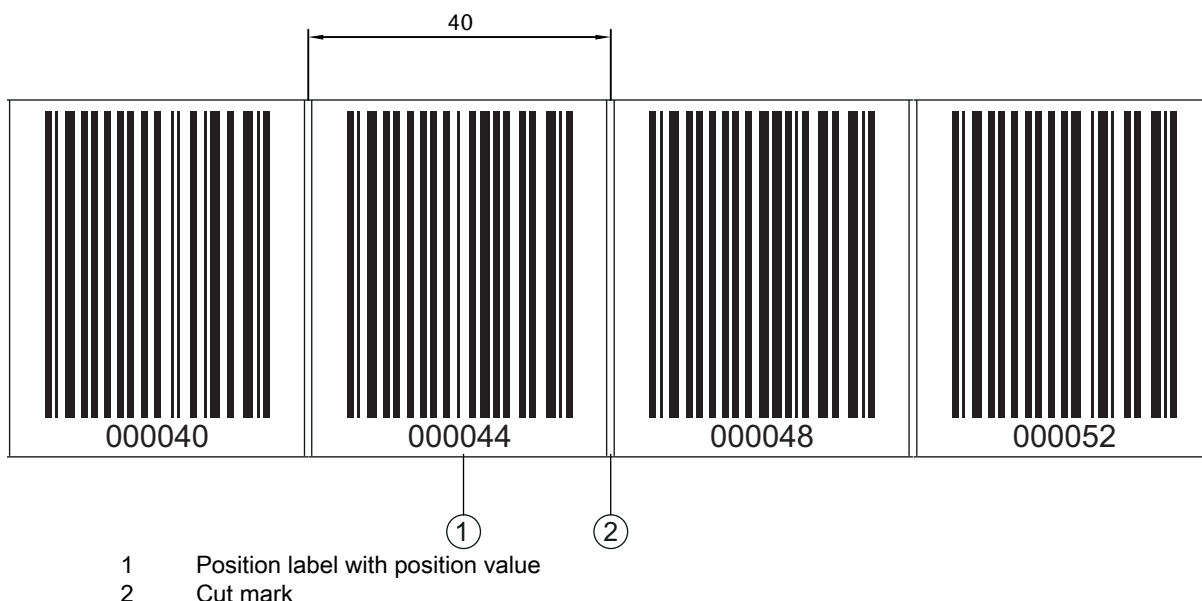 40
000040 000044 000048 000052
1 2
1 Position label with position value
2 Cut mark